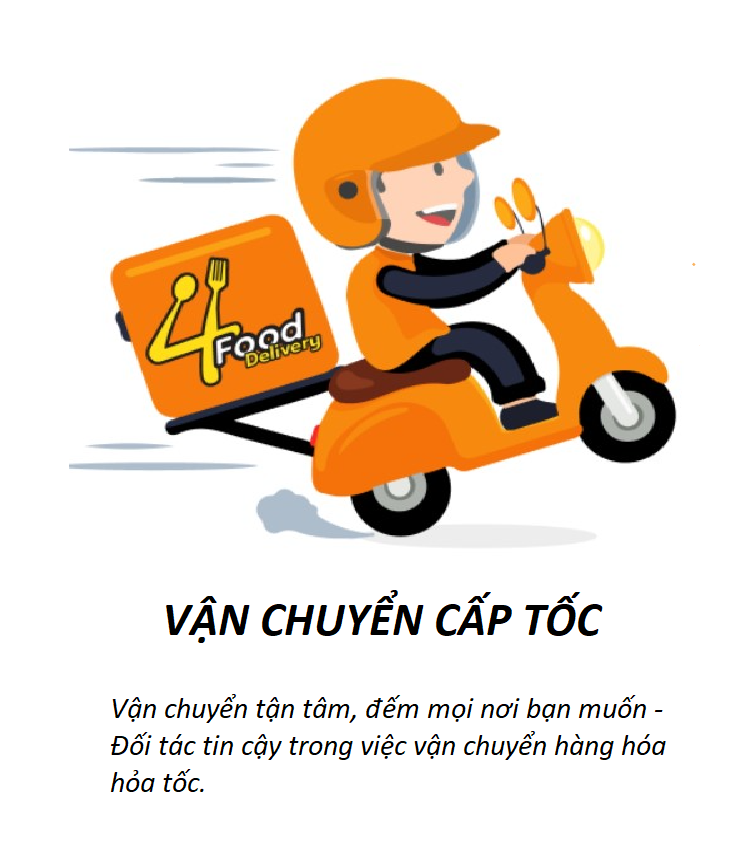 4
Food
Delivery
VẬN CHUYỂN CẤP TỐC
Vận chuyển tận tâm, đếm mọi nơi bạn muốn -
Đối tác tin cậy trong việc vận chuyển hàng hóa
hỏa tốc.